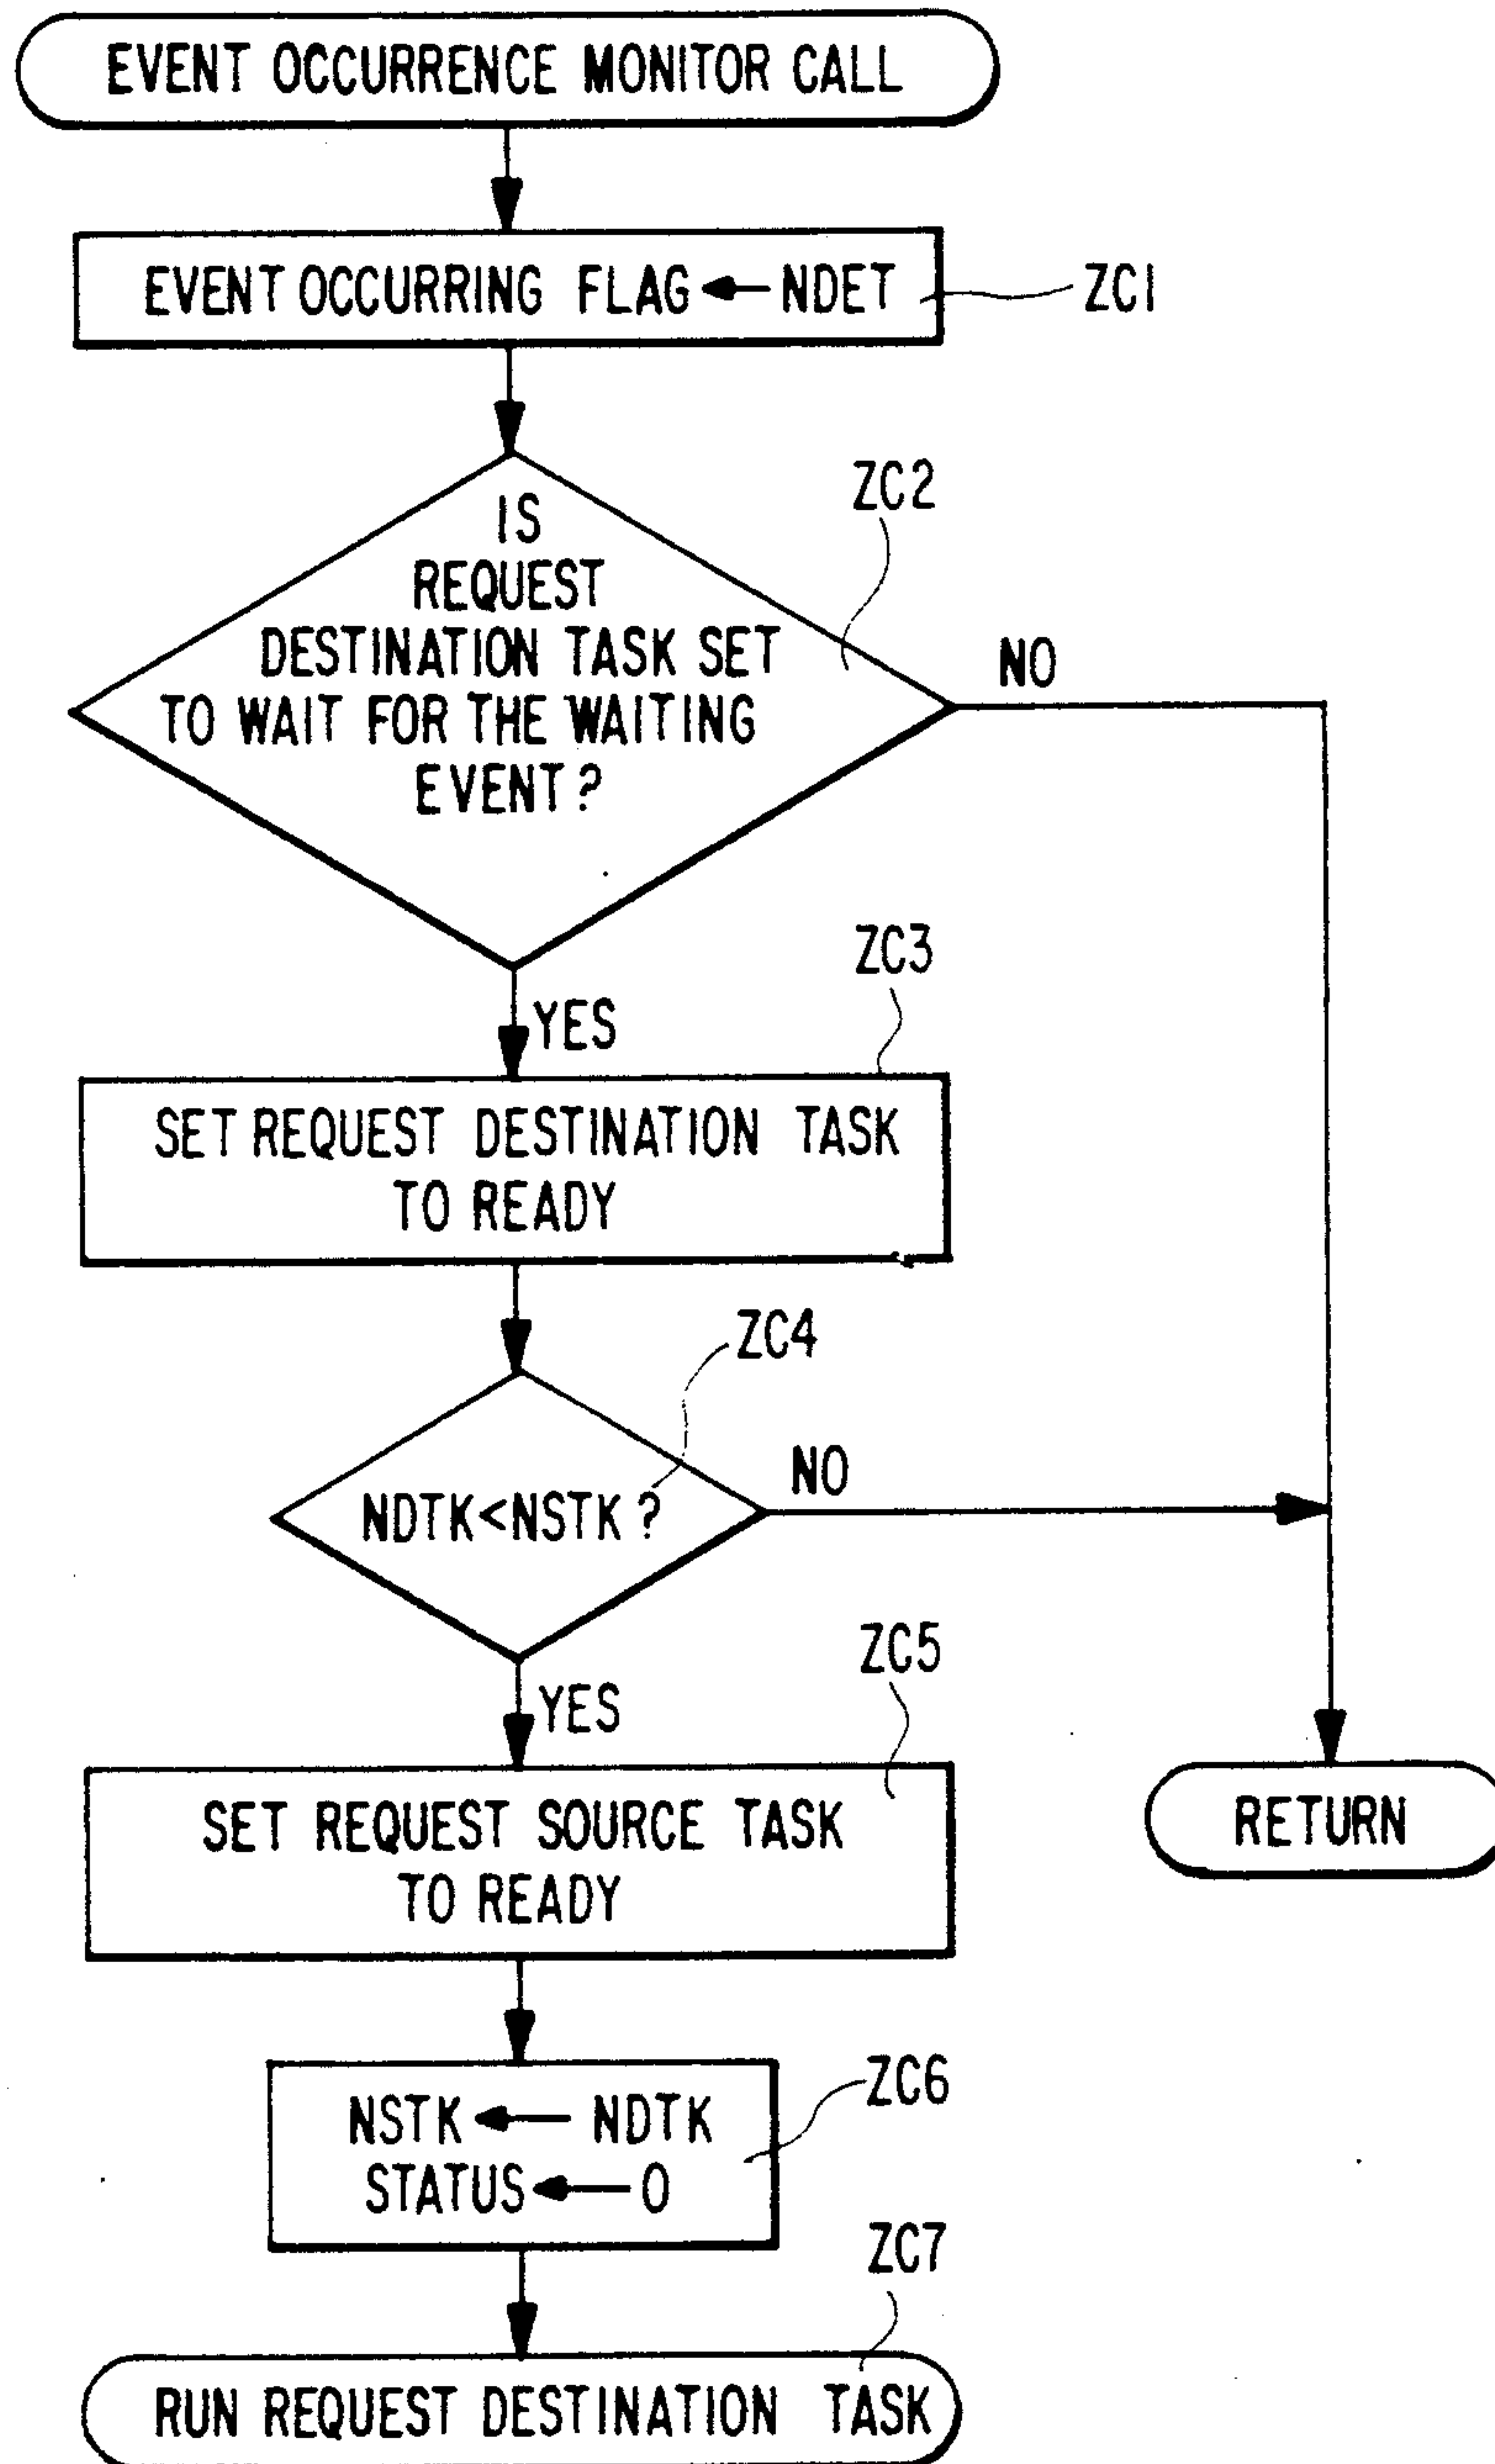 EVENT OCCURRENCE MONITOR CALL
EVENT OCCURRING FLAG ← NDET
ZC1
ZC2
IS
REQUEST
DESTINATION TASK SET
TO WAIT FOR THE WAITING
EVENT?
NO
YES
ZC3
SET REQUEST DESTINATION TASK
TO READY
ZC4
NDTK<NSTK?
NO
YES
ZC5
SET REQUEST SOURCE TASK
TO READY
RETURN
ZC6
NSTK ← NDTK
STATUS ← 0
ZC7
RUN REQUEST DESTINATION TASK